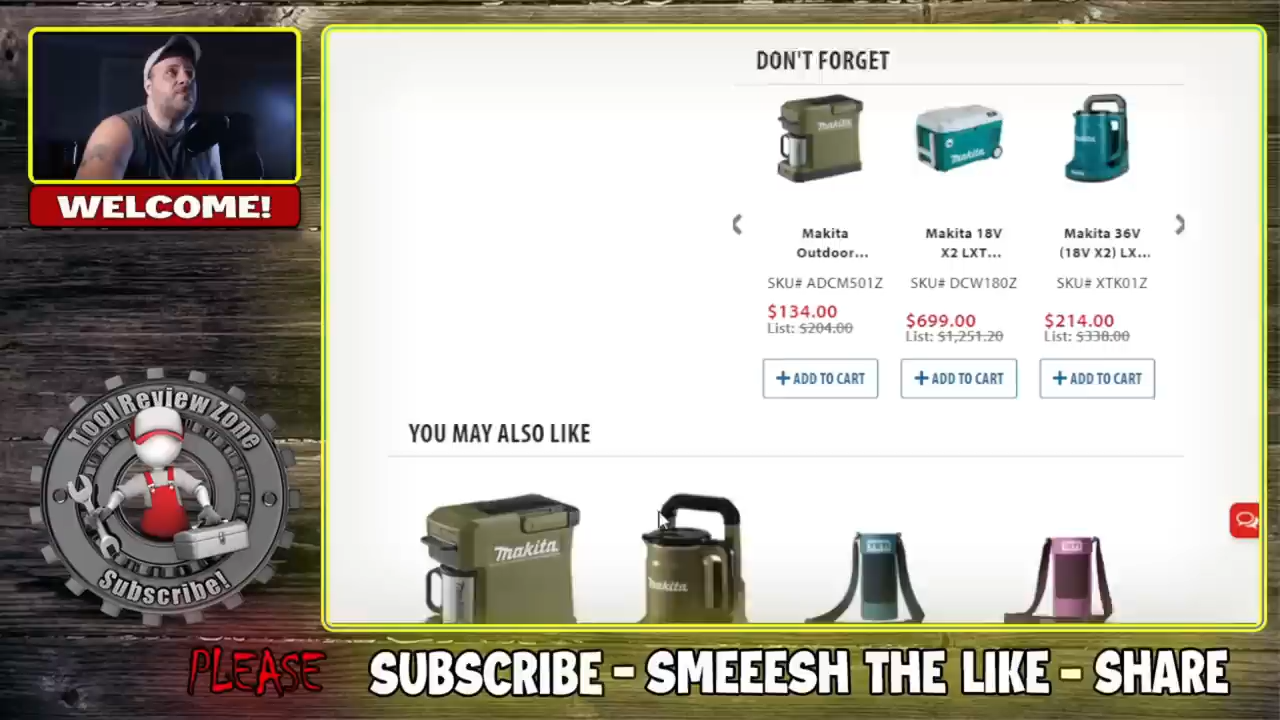 DON'T FORGET
makita
makita
makita
Makita Outdoor...
SKU# ADCM501Z
$134.00
List: $204.00
+ ADD TO CART
Makita 18V X2 LXT...
SKU# DCW180Z
$699.00
List: $1,251.20
+ ADD TO CART
Makita 36V (18V X2) LX...
SKU# XTK01Z
$214.00
List: $338.00
+ ADD TO CART
YOU MAY ALSO LIKE
makita
makita
WELCOME!
Tool Review Zone
Subscribe!
PLEASE SUBSCRIBE - SMEEESH THE LIKE - SHARE